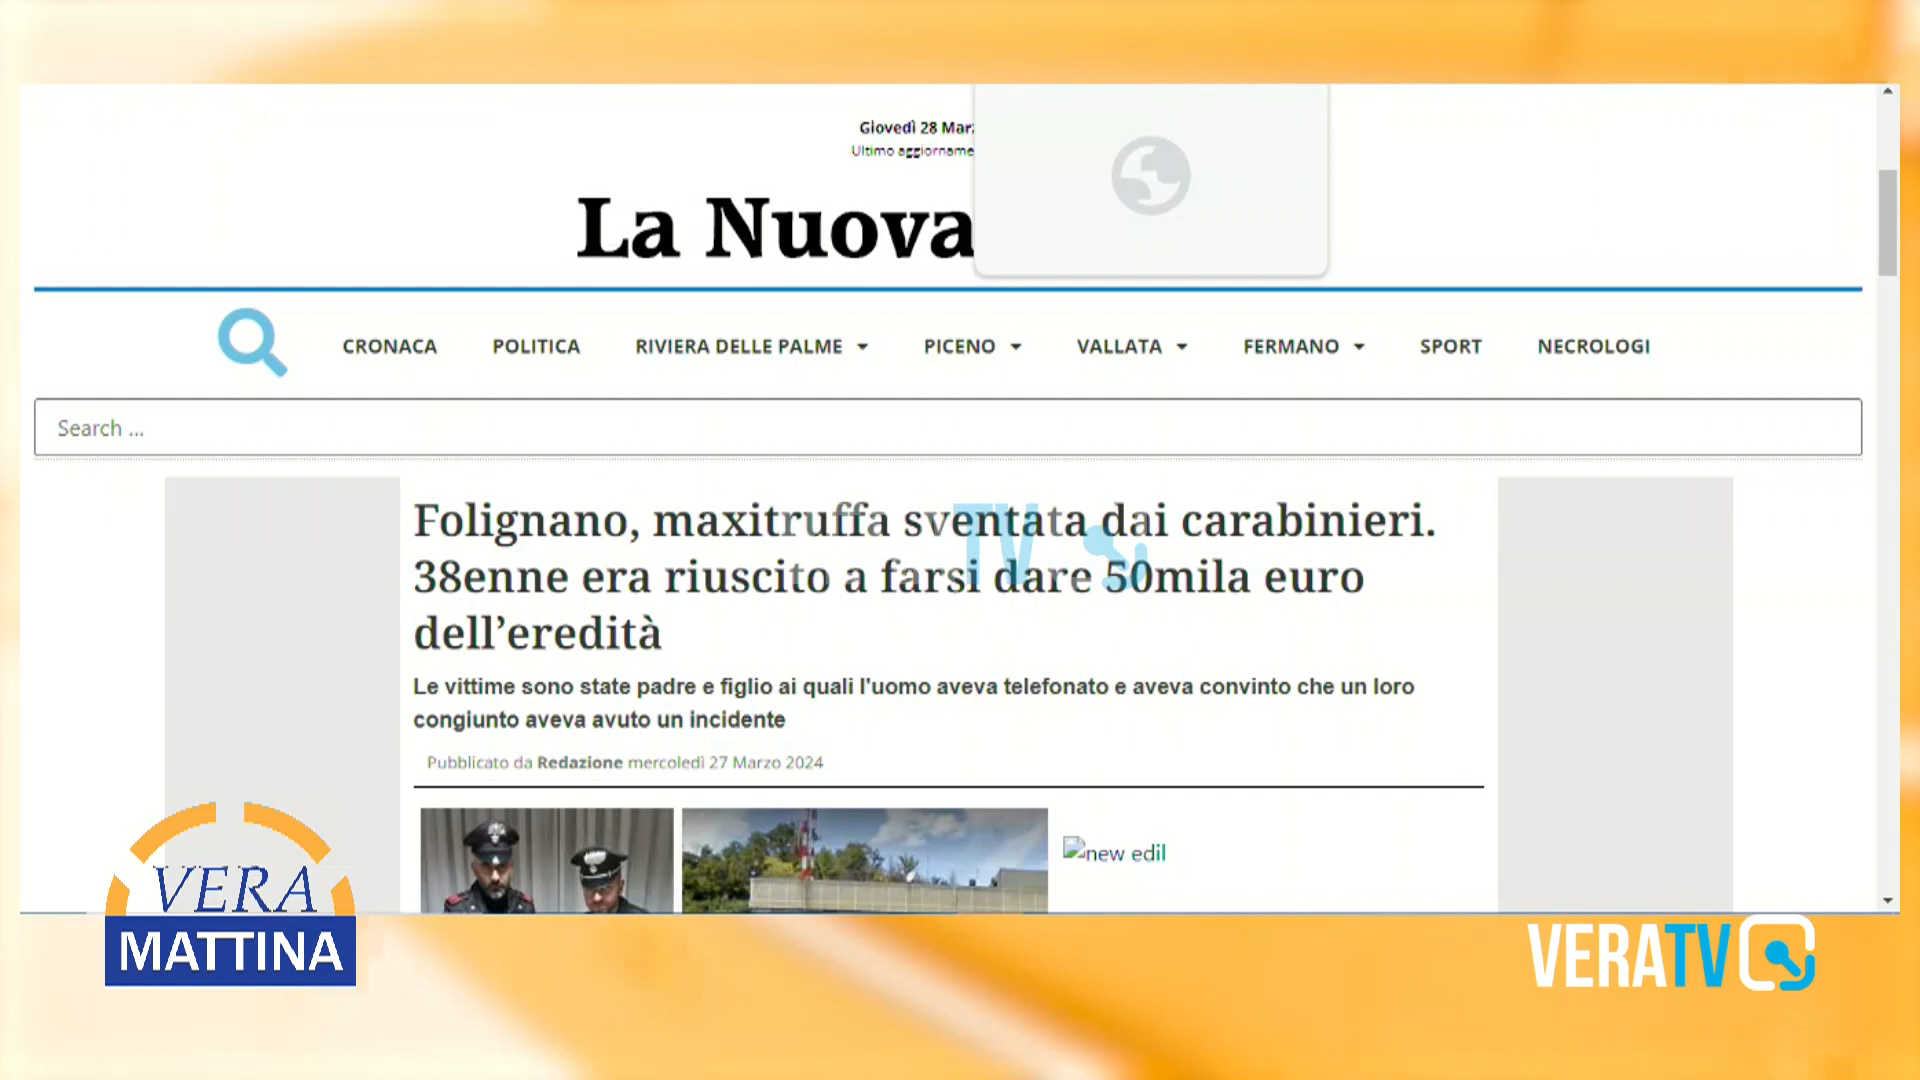 Giovedì 28 Mar
Ultimo aggiorname
La Nuova
CRONACA POLITICA RIVIERA DELLE PALME PICENO VALLATA FERMANO SPORT NECROLOGI
Search ...
Folignano, maxitruffa sventata dai carabinieri.
38enne era riuscito a farsi dare 50mila euro
dell’eredità
TV
Le vittime sono state padre e figlio ai quali l'uomo aveva telefonato e aveva convinto che un loro
congiunto aveva avuto un incidente
Pubblicato da Redazione mercoledì 27 Marzo 2024
new edil
VERA
MATTINA
VERATV